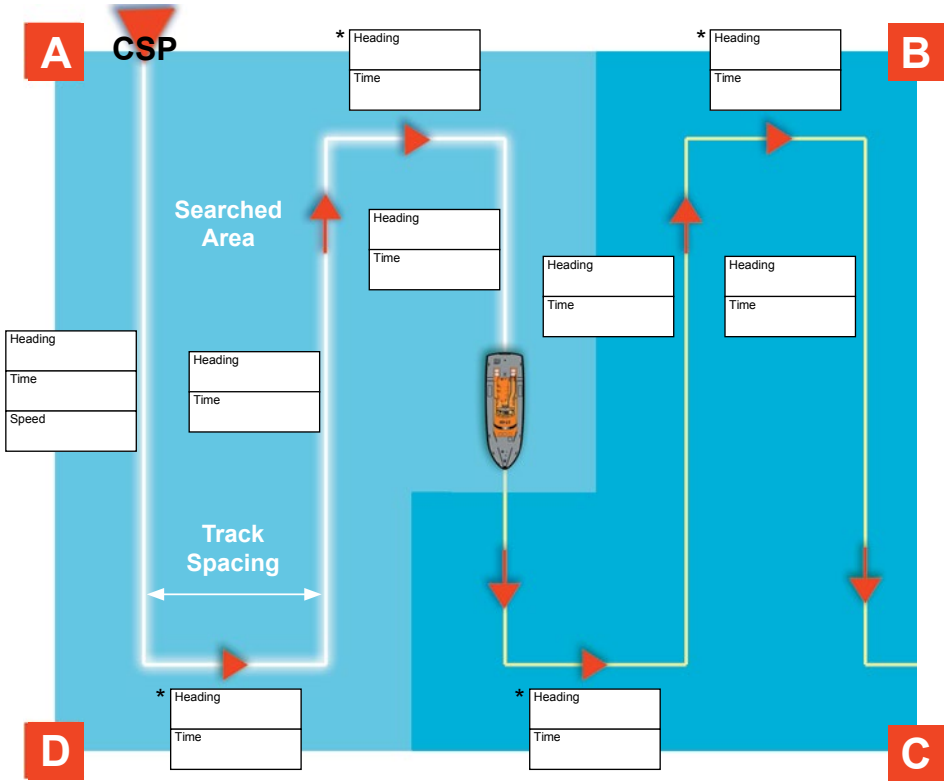 A
CSP
* Heading
Time
* Heading
Time
B
Searched
Area
Heading
Time
Heading
Time
Heading
Time
Heading
Time
Speed
Heading
Time
Track
Spacing
* Heading
Time
* Heading
Time
D
C